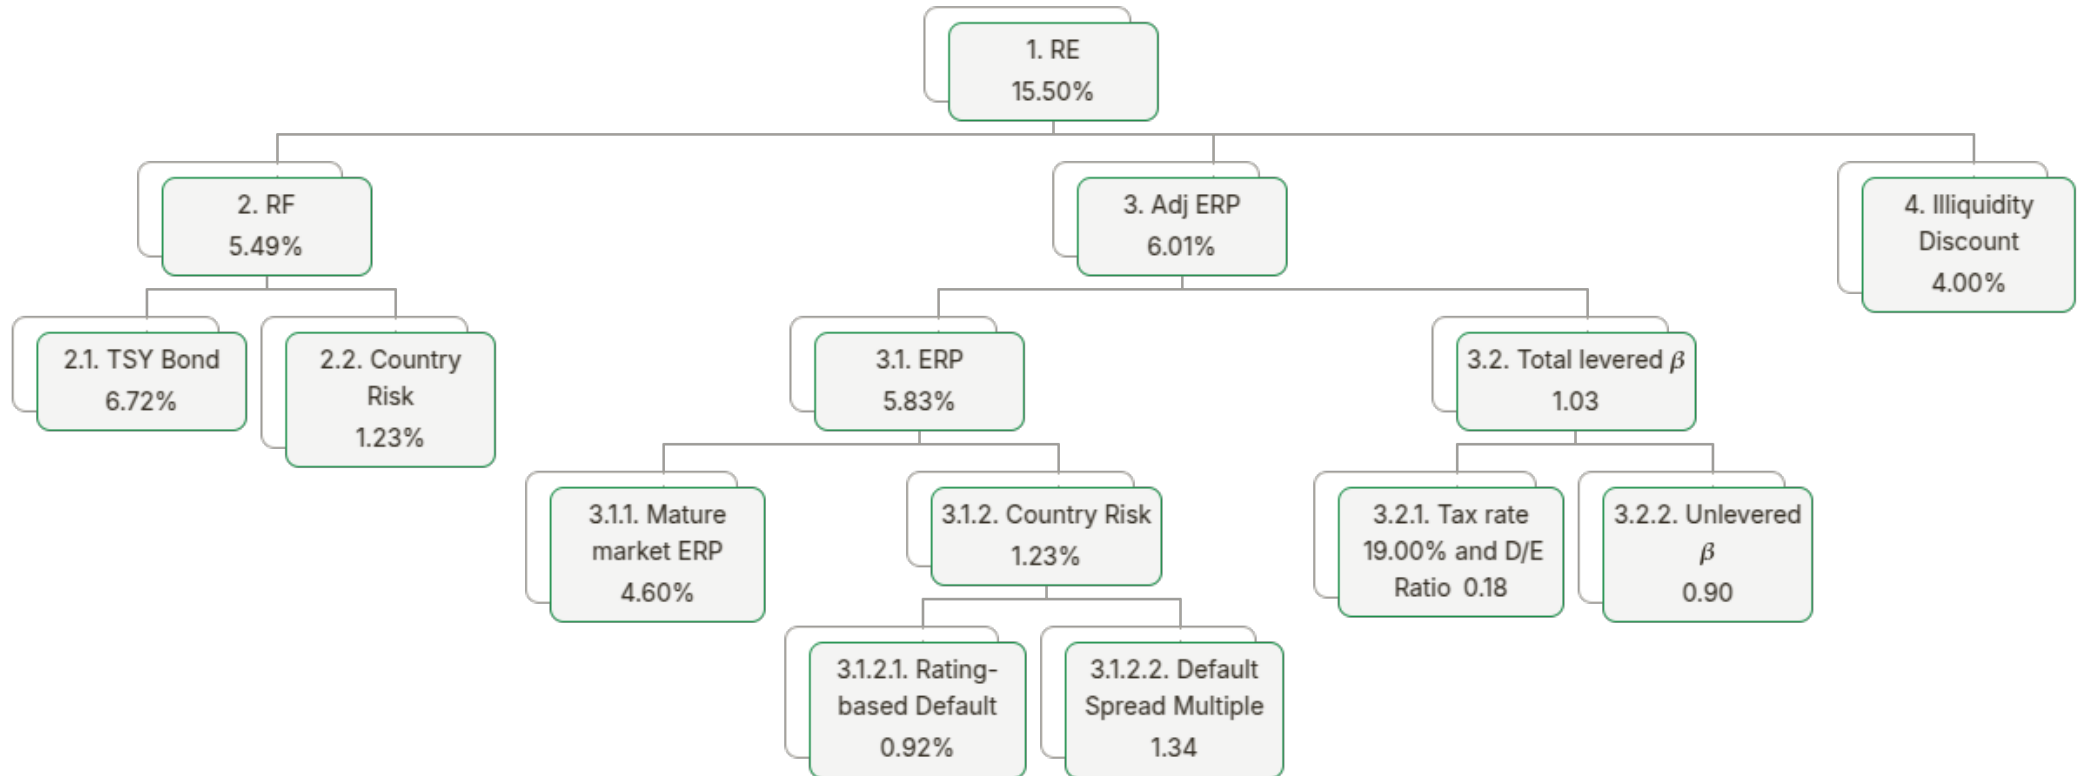 1. RE
15.50%
2. RF
5.49%
3. Adj ERP
6.01%
4. Illiquidity
Discount
4.00%
2.1. TSY Bond
6.72%
2.2. Country
Risk
1.23%
3.1. ERP
5.83%
3.2. Total levered β
1.03
3.1.1. Mature
market ERP
4.60%
3.1.2. Country Risk
1.23%
3.2.1. Tax rate
19.00% and D/E
Ratio 0.18
3.2.2. Unlevered
β
0.90
3.1.2.1. Rating-
based Default
0.92%
3.1.2.2. Default
Spread Multiple
1.34